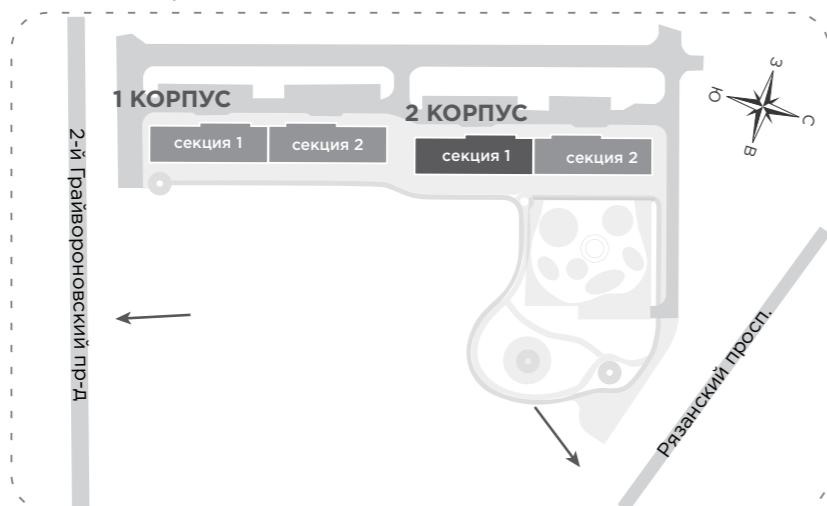 1 КОРПУС
2 КОРПУС
секция 1
секция 2
секция 1
секция 2
2-й Грайвороновский пр-д
Рязанский просп.
З
Ю
С
В